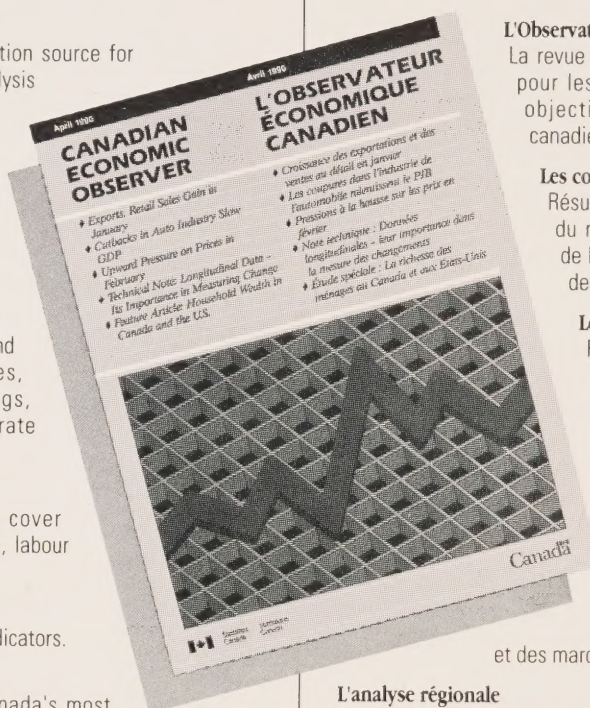 tion source for
lysis
nd
es,
gs,
rate
cover
, labour
dicators.
nada's most
April 1990
Avril 1990
CANADIAN
ECONOMIC
OBSERVER
♦ Exports, Retail Sales Gain in
January
♦ Cutbacks in Auto Industry Slow
GDP
♦ Upward Pressure on Prices in
February
♦ Technical Note: Longitudinal Data -
Its Importance in Measuring Change
♦ Feature Article: Household Wealth in
Canada and the U.S.
L'OBSERVATEUR
ÉCONOMIQUE
CANADIEN
♦ Croissance des exportations et des
ventes au détail en janvier
♦ Les coupures dans l'industrie de
l'automobile ralentissent le PIB
♦ Pressions à la hausse sur les prix en
février
♦ Note technique : Données
longitudinales - leur importance dans
la mesure des changements
♦ Étude spéciale : La richesse des
ménages au Canada et aux États-Unis
Statistics
Canada
Statistique
Canada
Canada
L'Observat
La revue
pour les
objecti
canadie
Les co
Résu
du r
de l
de
L
et des marc
L'analyse régionale